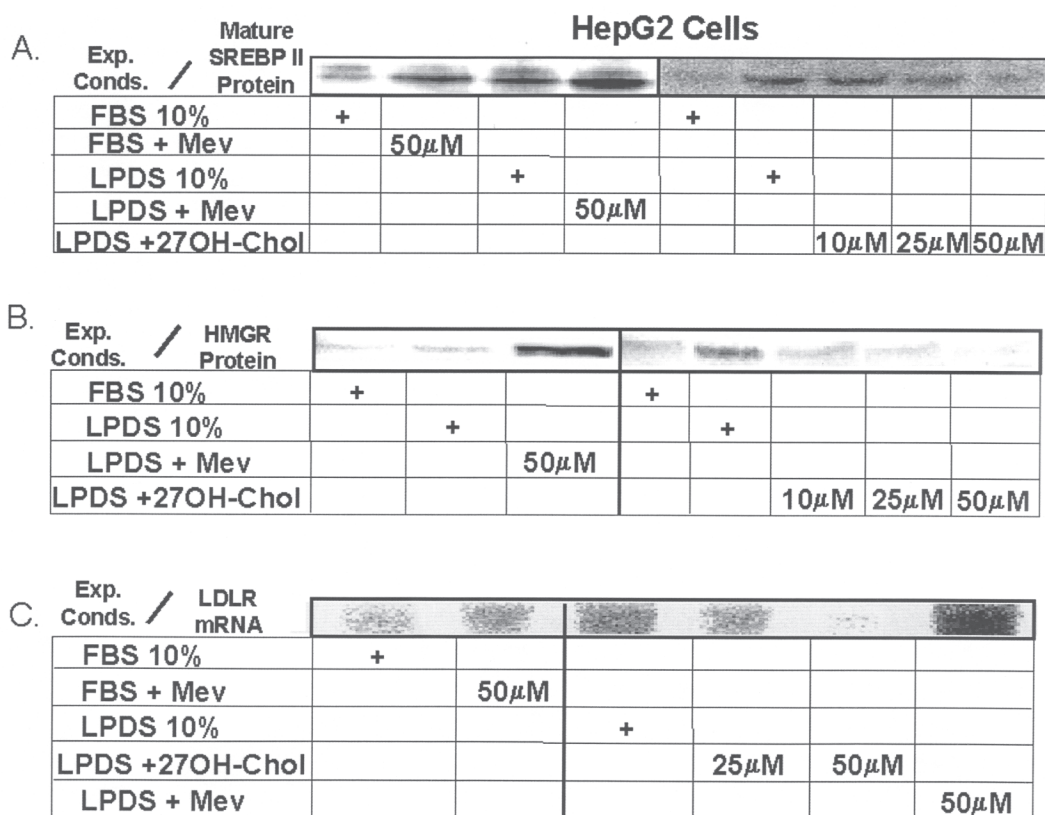 HepG2 Cells
A.
Exp. Conds. / Mature SREBP II Protein
FBS 10% + +
FBS + Mev 50μM
LPDS 10% + +
LPDS + Mev 50μM
LPDS +27OH-Chol 10μM 25μM 50μM
B.
Exp. Conds. / HMGR Protein
FBS 10% + +
LPDS 10% + +
LPDS + Mev 50μM
LPDS +27OH-Chol 10μM 25μM 50μM
C.
Exp. Conds. / LDLR mRNA
FBS 10% +
FBS + Mev 50μM
LPDS 10% +
LPDS +27OH-Chol 25μM 50μM
LPDS + Mev 50μM